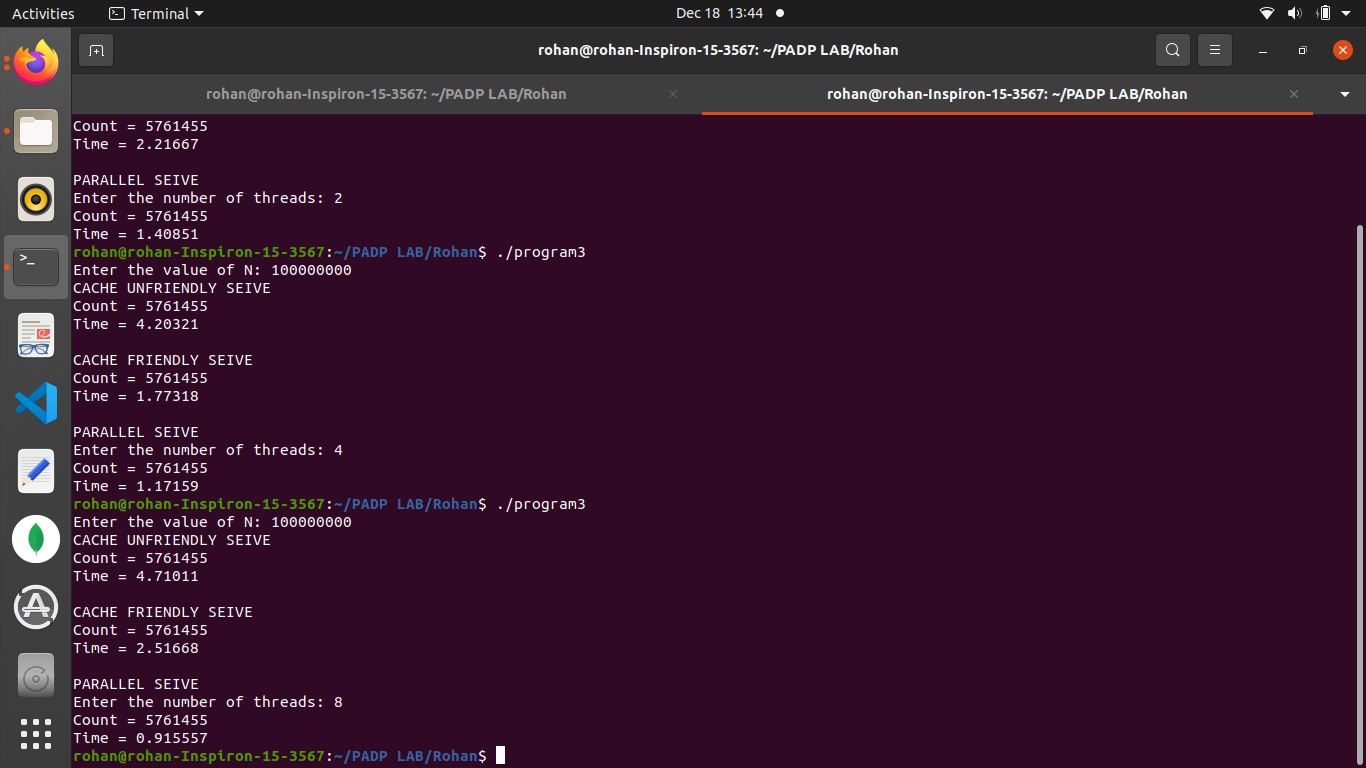 Activities
Terminal
Dec 18 13:44
rohan@rohan-Inspiron-15-3567: ~/PADP LAB/Rohan
rohan@rohan-Inspiron-15-3567: ~/PADP LAB/Rohan
rohan@rohan-Inspiron-15-3567: ~/PADP LAB/Rohan
Count = 5761455
Time = 2.21667
PARALLEL SEIVE
Enter the number of threads: 2
Count = 5761455
Time = 1.40851
rohan@rohan-Inspiron-15-3567:~/PADP LAB/Rohan$ ./program3
Enter the value of N: 100000000
CACHE UNFRIENDLY SEIVE
Count = 5761455
Time = 4.20321
CACHE FRIENDLY SEIVE
Count = 5761455
Time = 1.77318
PARALLEL SEIVE
Enter the number of threads: 4
Count = 5761455
Time = 1.17159
rohan@rohan-Inspiron-15-3567:~/PADP LAB/Rohan$ ./program3
Enter the value of N: 100000000
CACHE UNFRIENDLY SEIVE
Count = 5761455
Time = 4.71011
CACHE FRIENDLY SEIVE
Count = 5761455
Time = 2.51668
PARALLEL SEIVE
Enter the number of threads: 8
Count = 5761455
Time = 0.915557
rohan@rohan-Inspiron-15-3567:~/PADP LAB/Rohan$